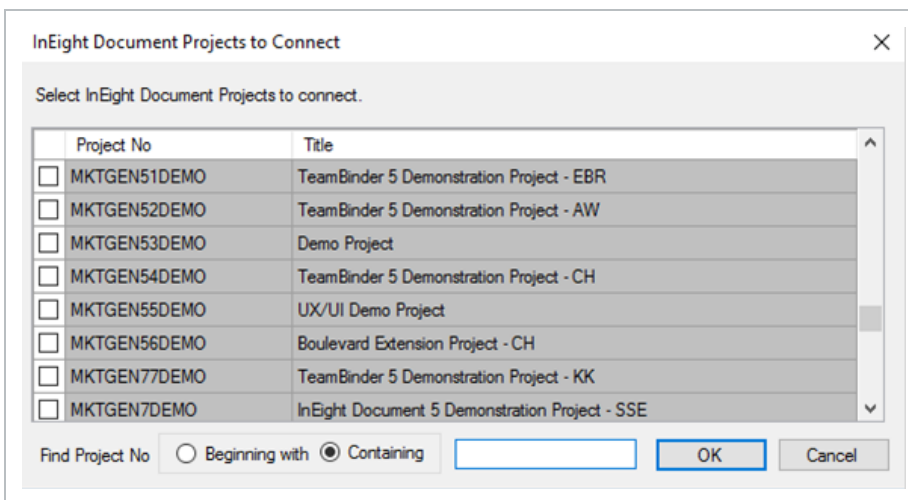 InEight Document Projects to Connect
Select InEight Document Projects to connect.
Project No Title
MKTGEN51DEMO TeamBinder 5 Demonstration Project - EBR
MKTGEN52DEMO TeamBinder 5 Demonstration Project - AW
MKTGEN53DEMO Demo Project
MKTGEN54DEMO TeamBinder 5 Demonstration Project - CH
MKTGEN55DEMO UX/UI Demo Project
MKTGEN56DEMO Boulevard Extension Project - CH
MKTGEN77DEMO TeamBinder 5 Demonstration Project - KK
MKTGEN7DEMO InEight Document 5 Demonstration Project - SSE
Find Project No Beginning with Containing OK Cancel